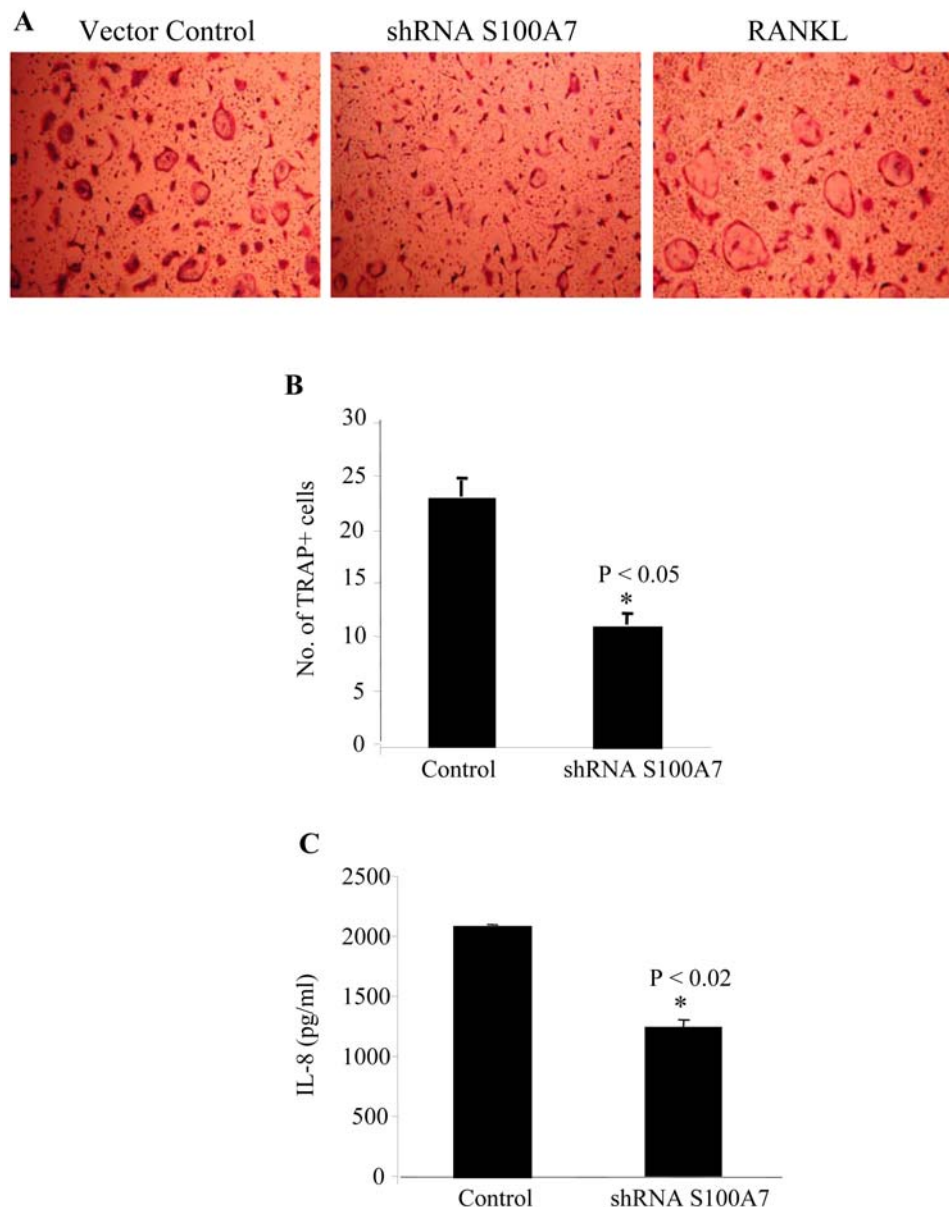 A
Vector Control
shRNA S100A7
RANKL
B
No. of TRAP+ cells
30
25
20
15
10
5
0
P < 0.05
*
Control
shRNA S100A7
C
IL-8 (pg/ml)
2500
2000
1500
1000
500
0
P < 0.02
*
Control
shRNA S100A7